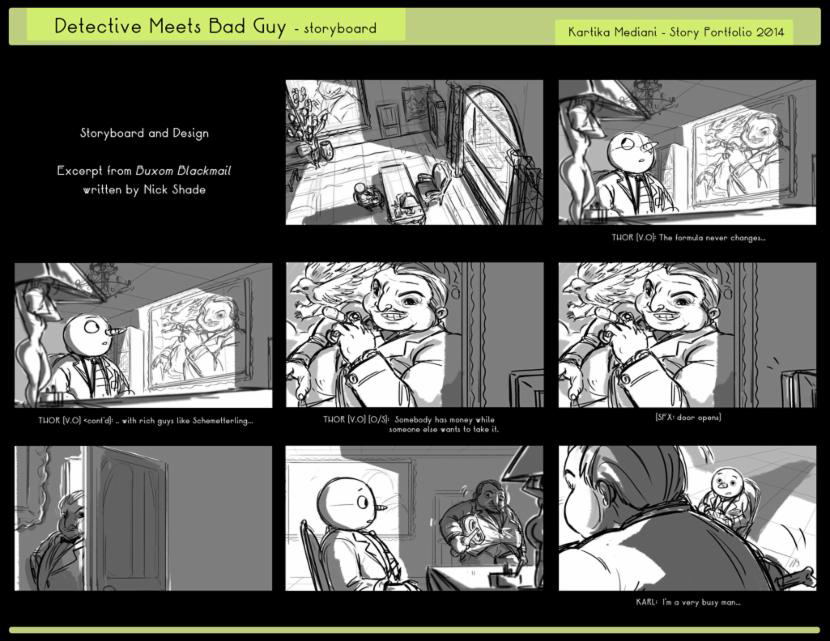 Detective Meets Bad Guy - storyboard
Kartika Mediani - Story Portfolio 2014
Storyboard and Design
Excerpt from Buxom Blackmail
written by Nick Shade
THOR (V.O): The formula never changes...
THOR (V.O) <cont'd>: .. with rich guys like Schemetterling...
THOR (V.O) (O/S): Somebody has money while
someone else wants to take it.
(SFX: door opens)
KARL: I'm a very busy man...